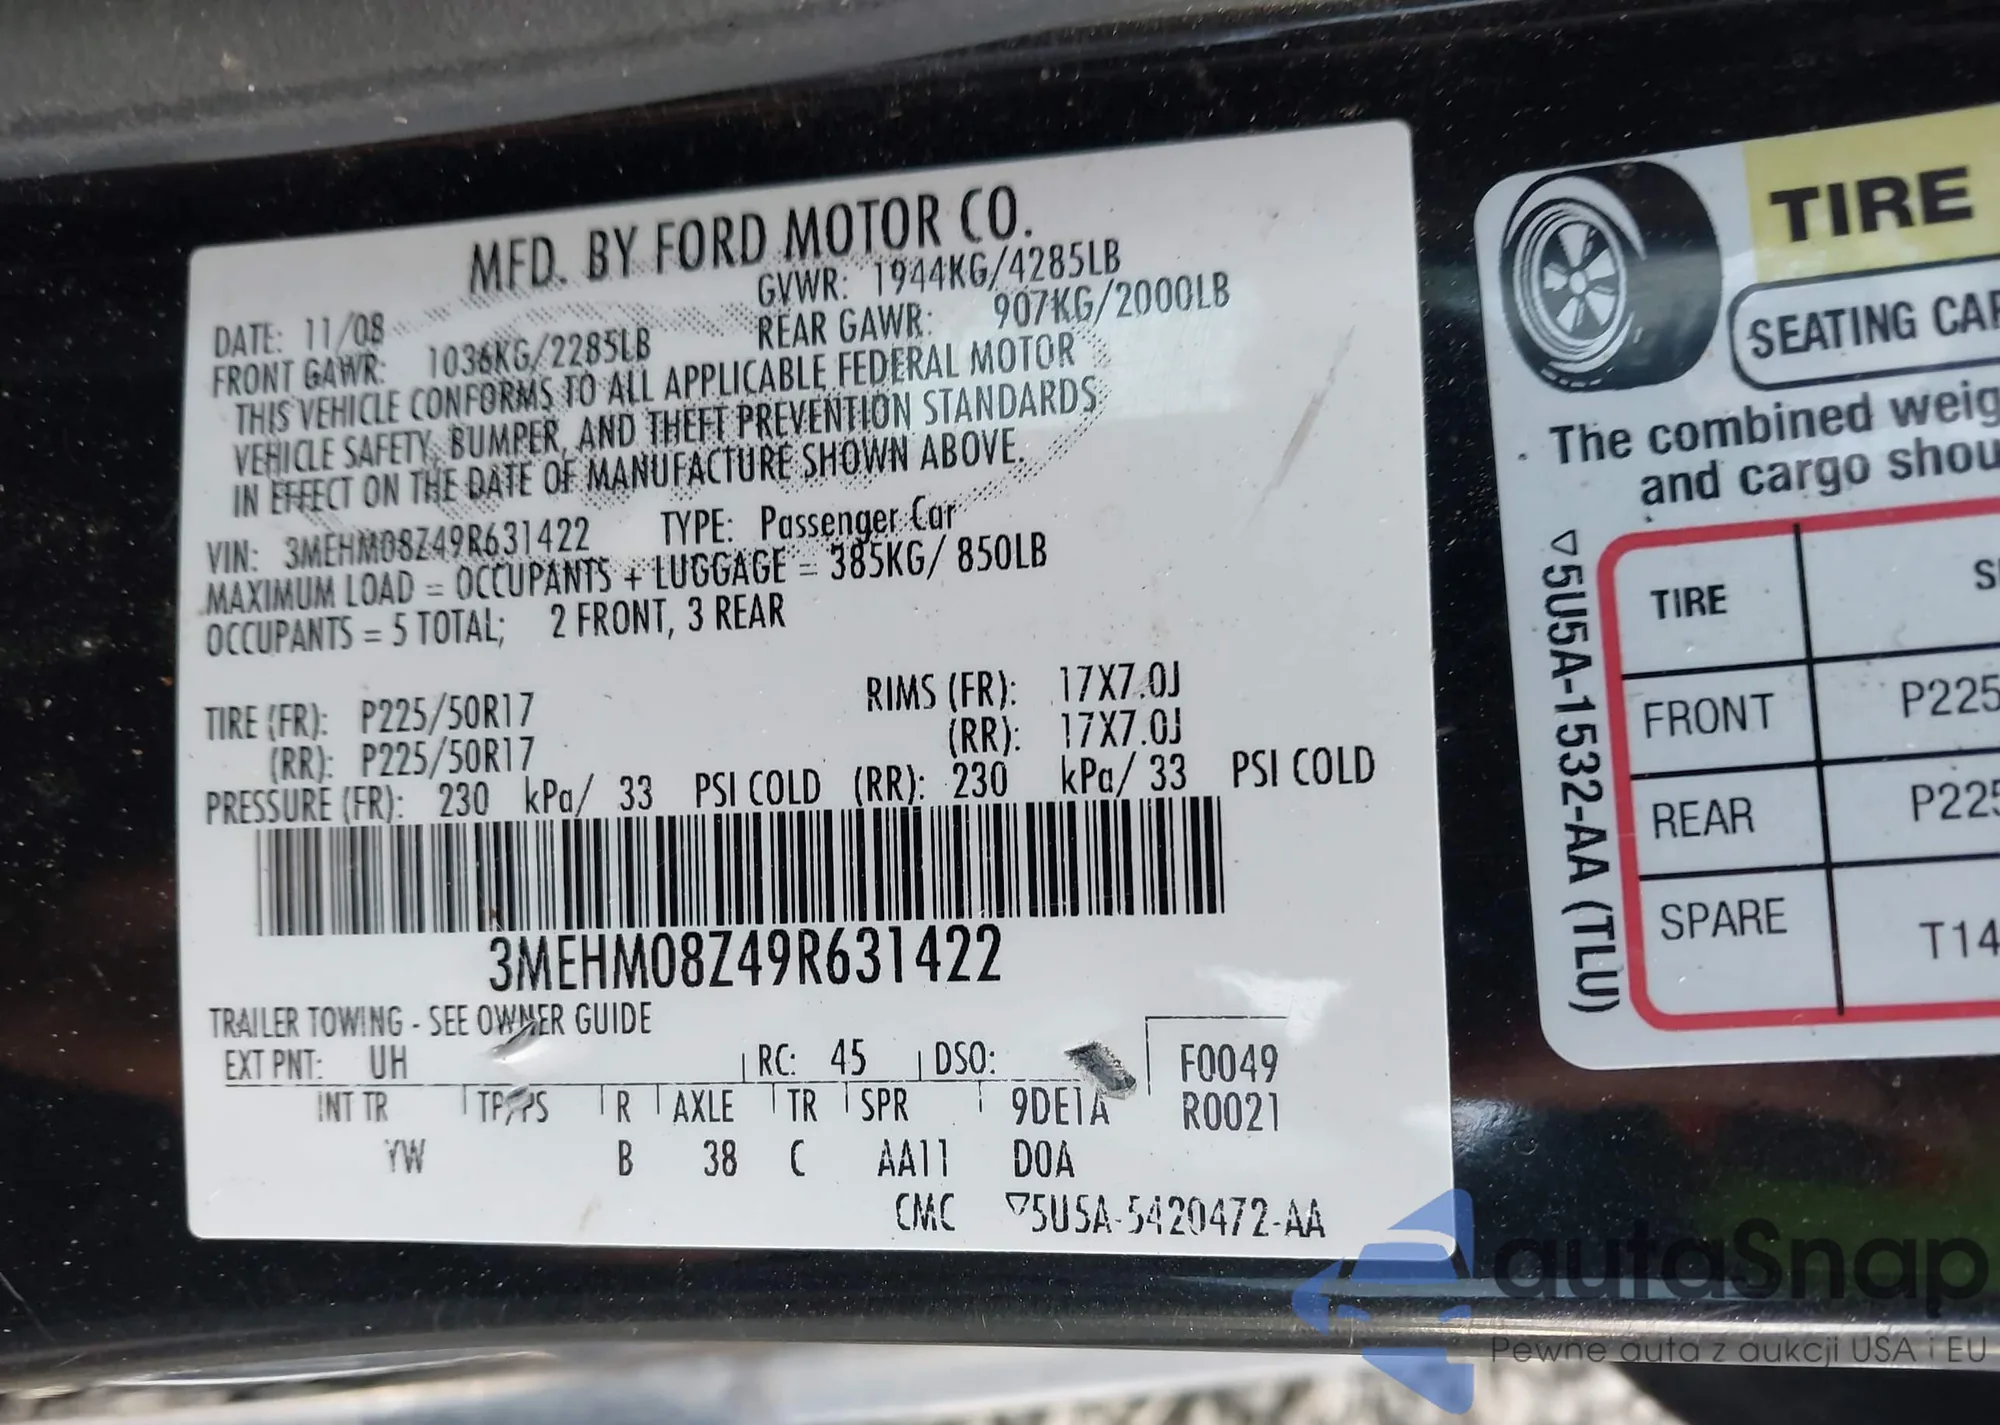 MFD. BY FORD MOTOR CO.
DATE: 11/08
GVWR: 1944KG/4285LB
FRONT GAWR: 1036KG/2285LB
REAR GAWR: 907KG/2000LB
THIS VEHICLE CONFORMS TO ALL APPLICABLE FEDERAL MOTOR
VEHICLE SAFETY, BUMPER, AND THEFT PREVENTION STANDARDS
IN EFFECT ON THE DATE OF MANUFACTURE SHOWN ABOVE.
VIN: 3MEHM08Z49R631422 TYPE: Passenger Car
MAXIMUM LOAD = OCCUPANTS + LUGGAGE = 385KG/ 850LB
OCCUPANTS = 5 TOTAL; 2 FRONT, 3 REAR
TIRE (FR): P225/50R17 RIMS (FR): 17X7.0J
(RR): P225/50R17 (RR): 17X7.0J
PRESSURE (FR): 230 kPa/ 33 PSI COLD (RR): 230 kPa/ 33 PSI COLD
3MEHM08Z49R631422
TRAILER TOWING - SEE OWNER GUIDE
EXT PNT: UH RC: 45 DSO: F0049
INT TR TP/PS R AXLE TR SPR 9DE1A R0021
YW B 38 C AA11 D0A
CMC ▽5U5A-5420472-AA
TIRE
SEATING CAP
The combined weig
and cargo shou
▽5U5A-1532-AA (TLU)
TIRE
FRONT P225
REAR P225
SPARE T14
autaSnap
Pewne auta z aukcji USA i EU